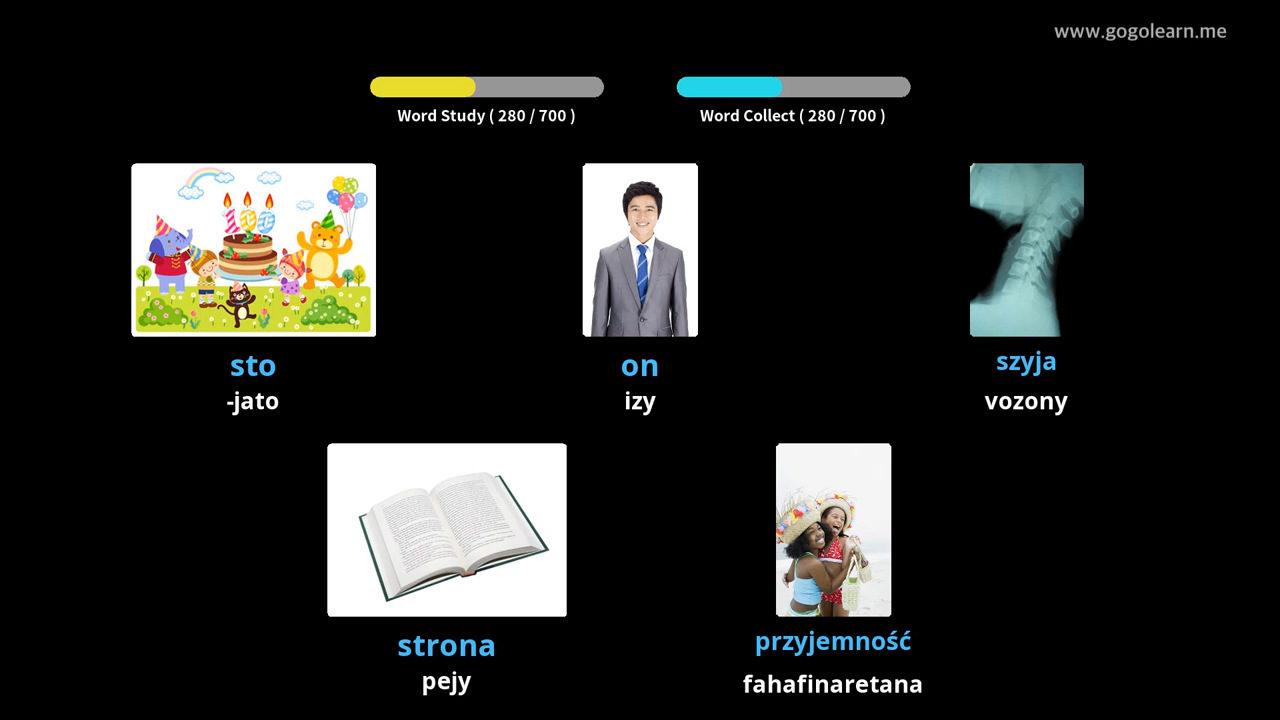 www.gogolearn.me
Word Study ( 280 / 700 )
Word Collect ( 280 / 700 )
100
sto
-jato
on
izy
szyja
vozony
strona
pejy
przyjemność
fahafinaretana